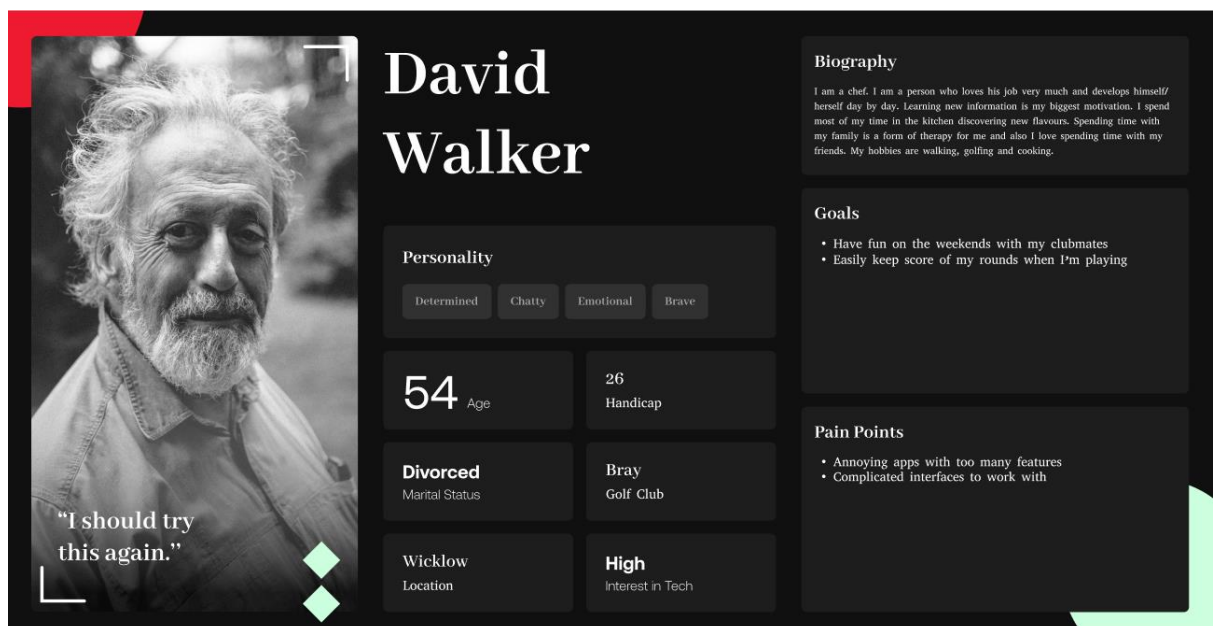 David
Walker
“I should try
this again.”
Personality
Determined
Chatty
Emotional
Brave
54 Age
26
Handicap
Divorced
Marital Status
Bray
Golf Club
Wicklow
Location
High
Interest in Tech
Biography
I am a chef. I am a person who loves his job very much and develops himself/
herself day by day. Learning new information is my biggest motivation. I spend
most of my time in the kitchen discovering new flavours. Spending time with
my family is a form of therapy for me and also I love spending time with my
friends. My hobbies are walking, golfing and cooking.
Goals
• Have fun on the weekends with my clubmates
• Easily keep score of my rounds when I’m playing
Pain Points
• Annoying apps with too many features
• Complicated interfaces to work with